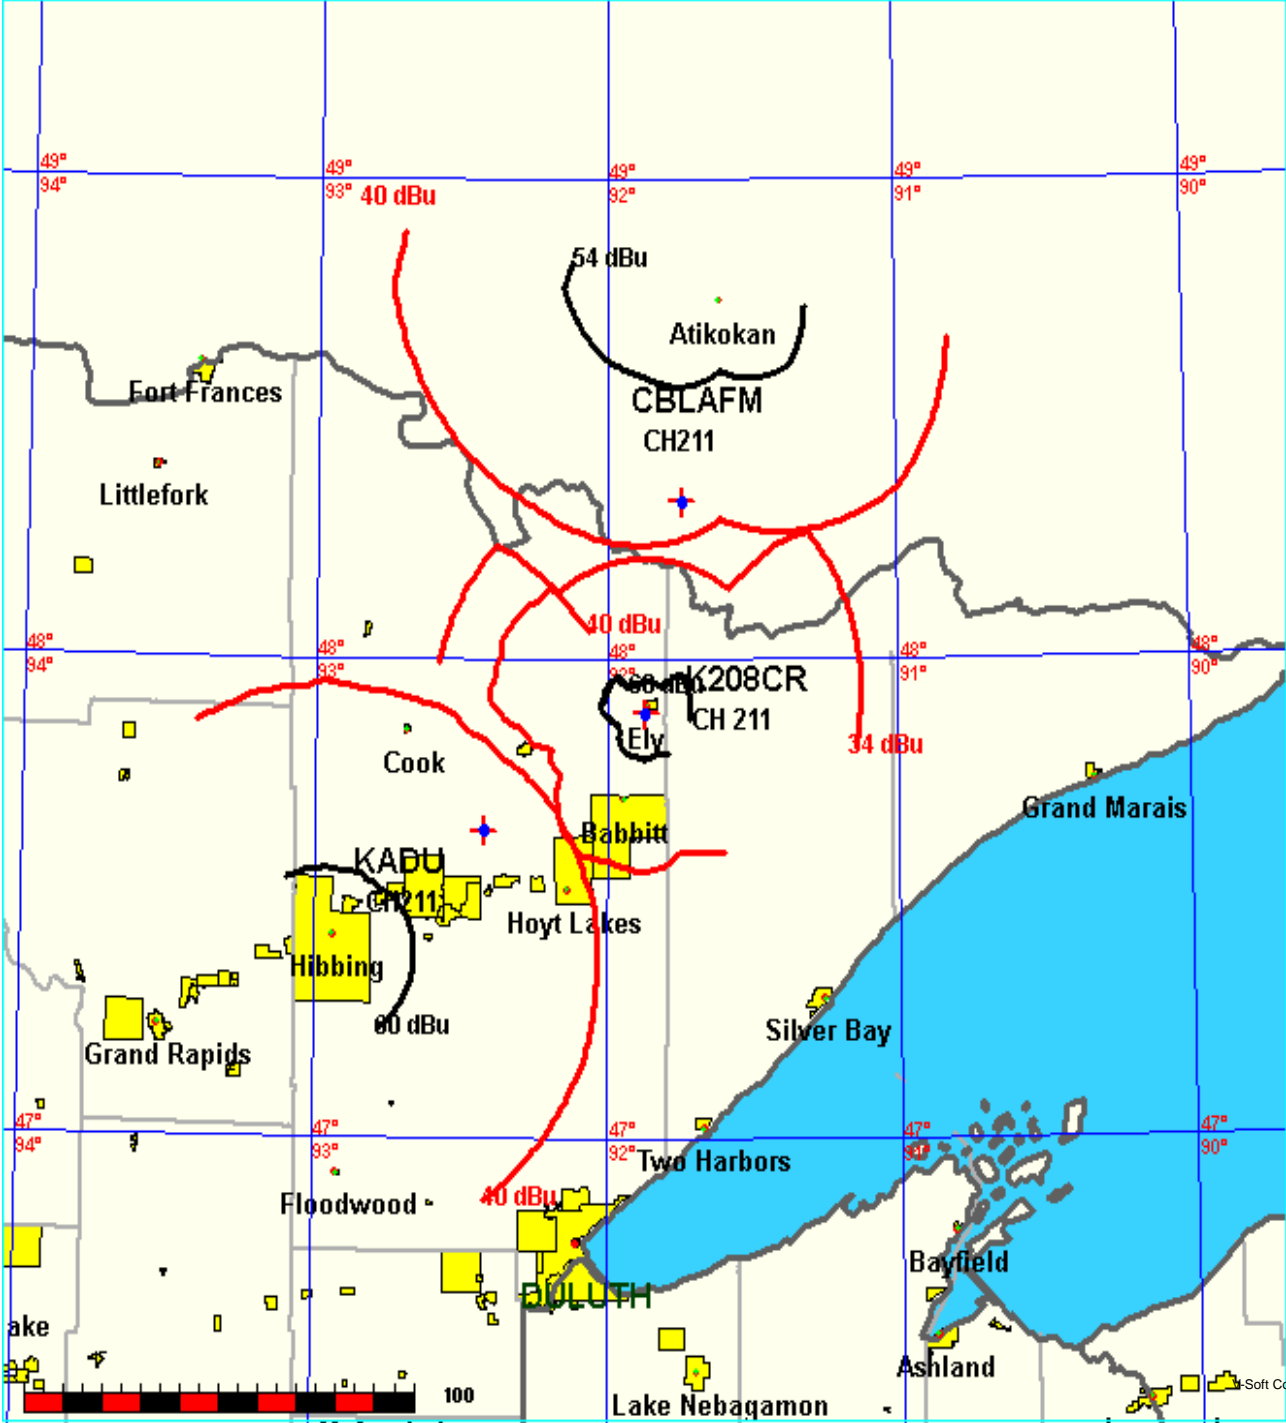 49°
94°
49°
93°
40 dBu
49°
92°
49°
91°
49°
90°
54 dBu
Atikokan
Fort Frances
CBLAFM
CH211
Littlefork
40 dBu
48°
94°
48°
93°
48°
48°
91°
48°
90°
K208CR
CH 211
Ely
34 dBu
Cook
Grand Marais
Babbitt
KADU
CH211
Hoyt Lakes
Hibbing
60 dBu
Silver Bay
Grand Rapids
47°
94°
47°
93°
47°
92°
47°
47°
90°
Two Harbors
40 dBu
Floodwood
Bayfield
DULUTH
ake
Ashland
100
Lake Nebagamon